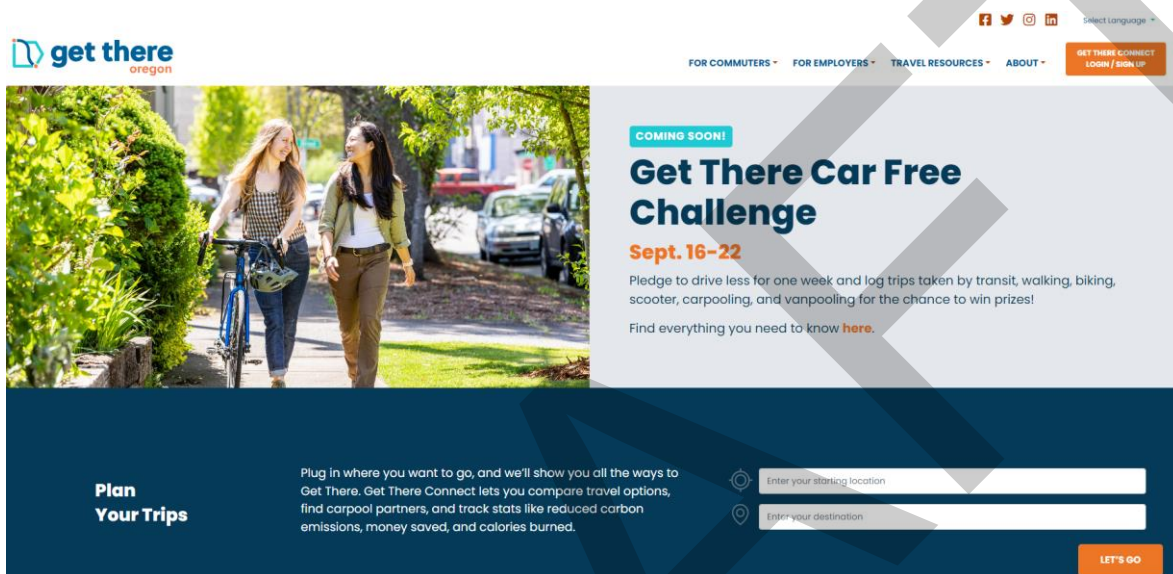 Select Language
get there
oregon
FOR COMMUTERS
FOR EMPLOYERS
TRAVEL RESOURCES
ABOUT
GET THERE CONNECT
LOGIN / SIGN UP
COMING SOON!
Get There Car Free
Challenge
Sept. 16-22
Pledge to drive less for one week and log trips taken by transit, walking, biking,
scooter, carpooling, and vanpooling for the chance to win prizes!
Find everything you need to know here.
Plan
Your Trips
Plug in where you want to go, and we'll show you all the ways to
Get There. Get There Connect lets you compare travel options,
find carpool partners, and track stats like reduced carbon
emissions, money saved, and calories burned.
Enter your starting location
Enter your destination
LET'S GO